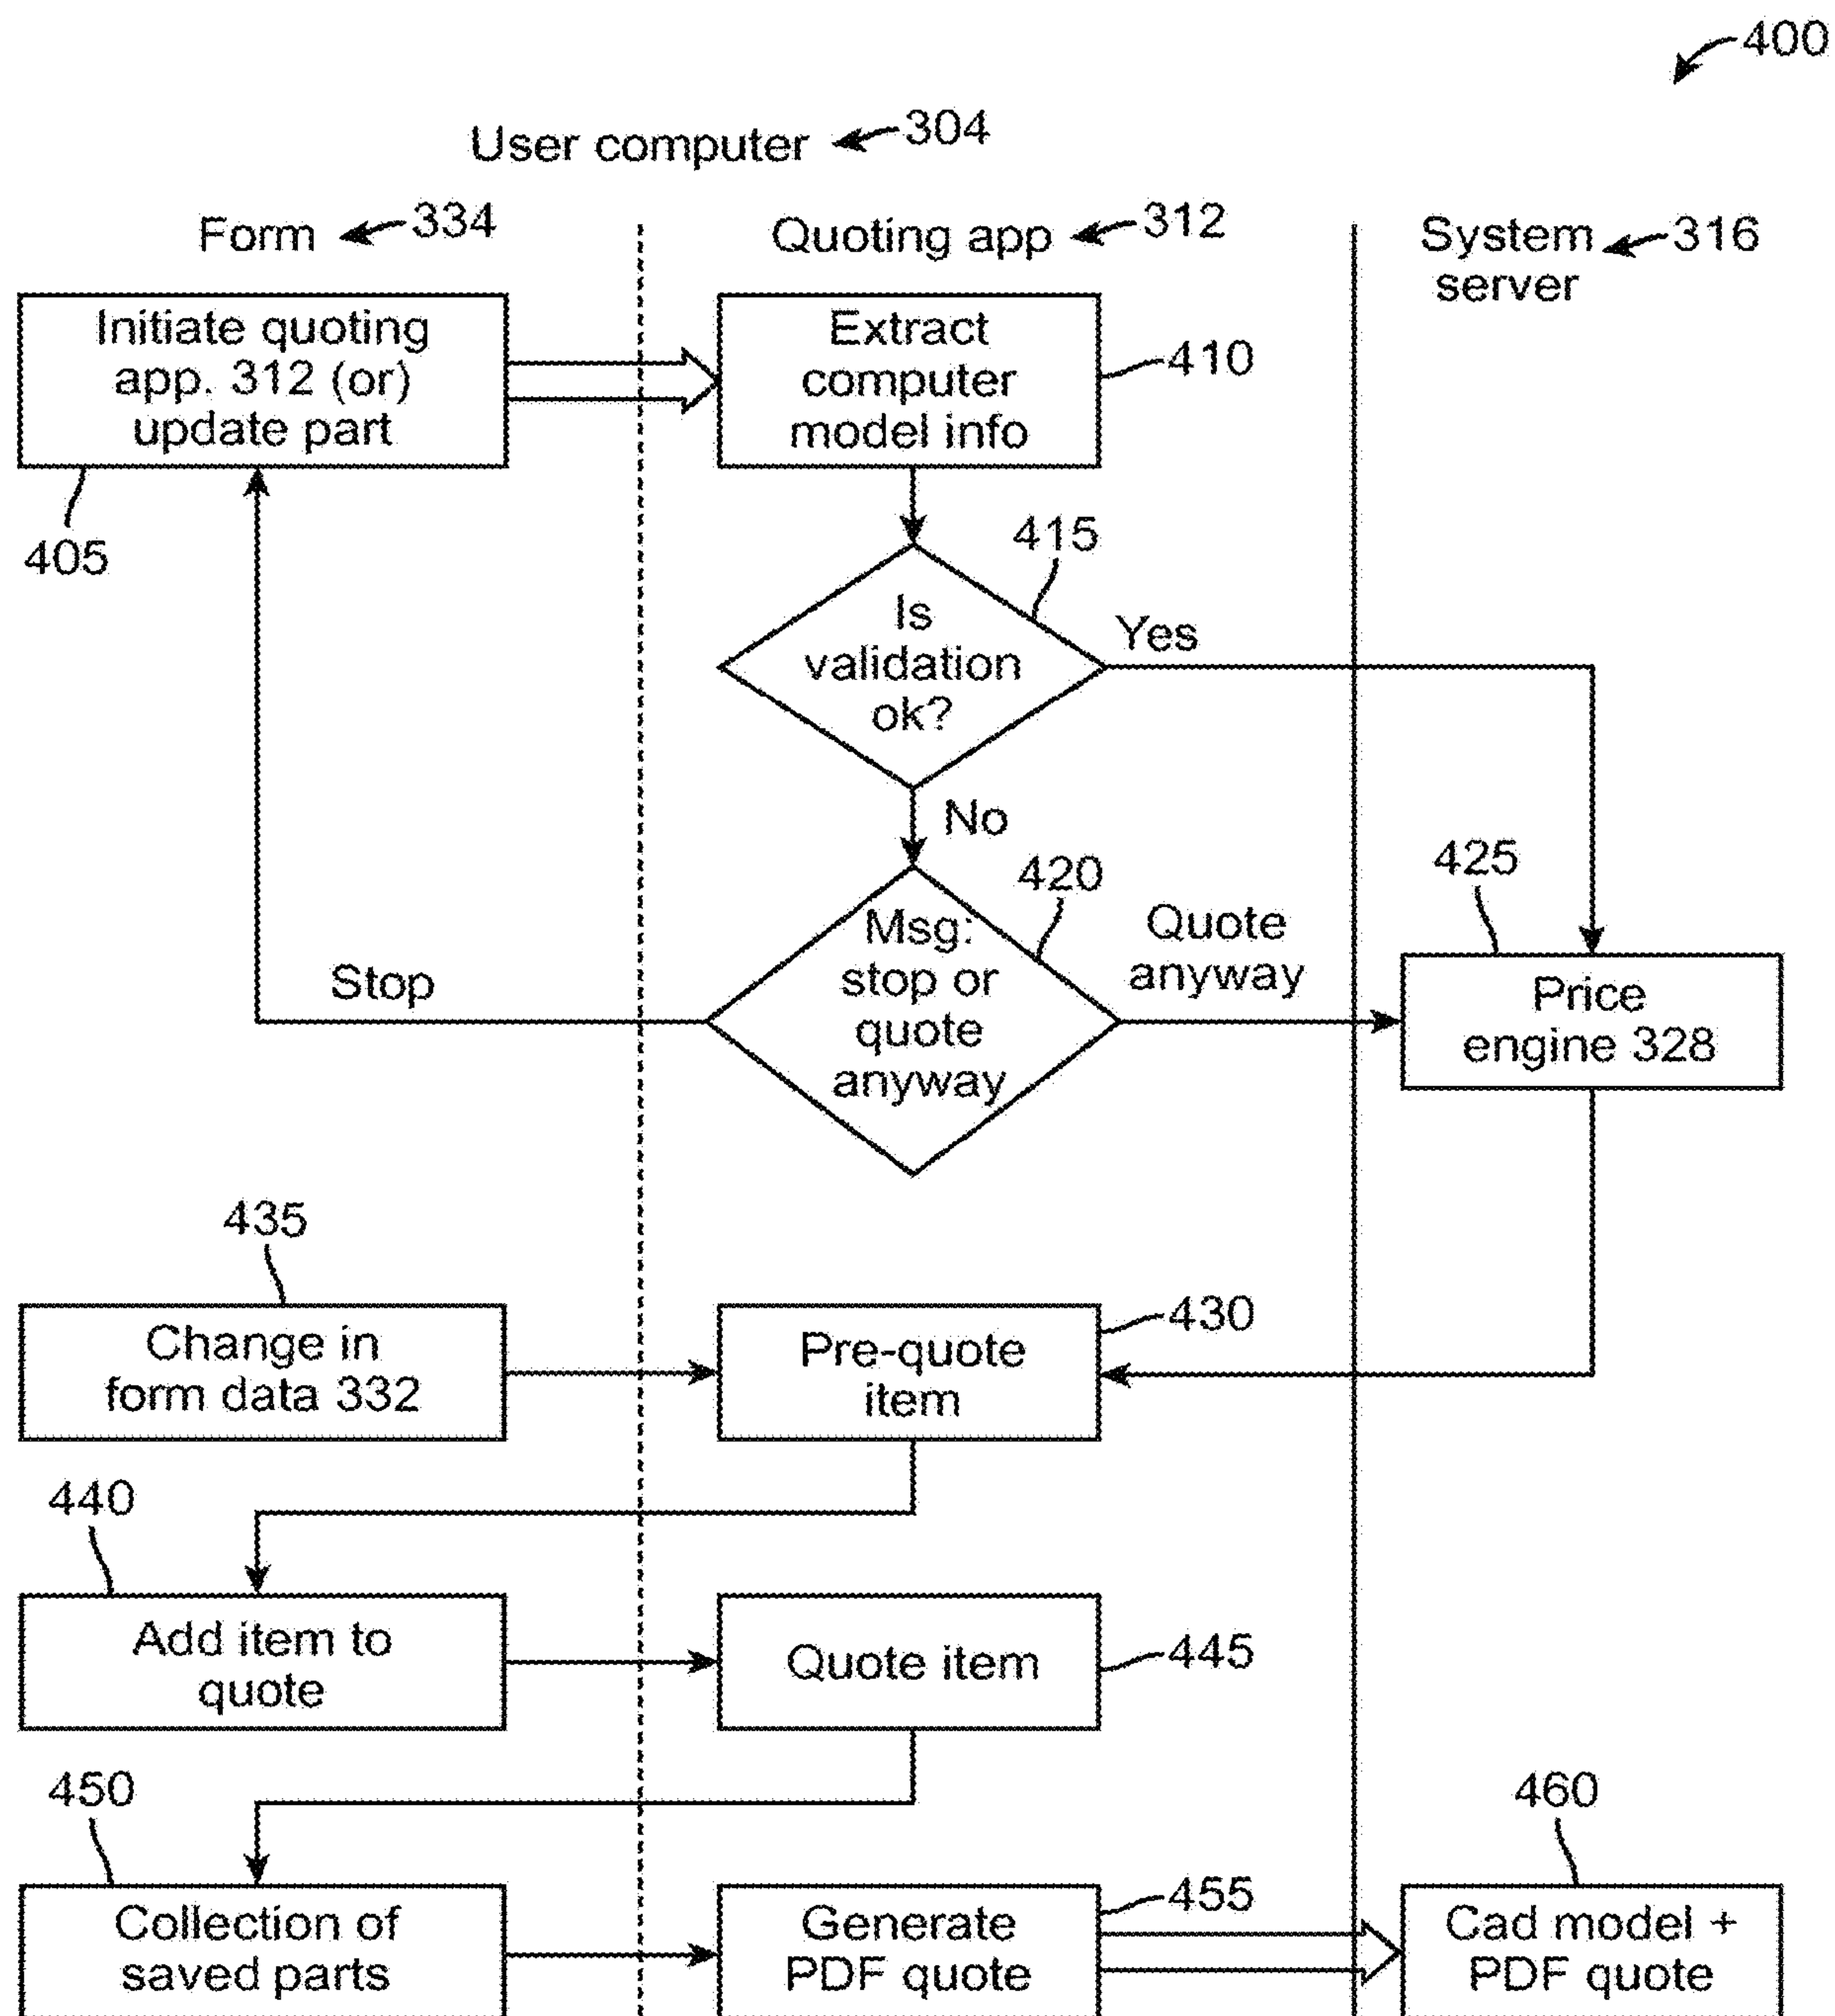 400
User computer 304
Form 334
Quoting app 312
System 316
server
Initiate quoting
app. 312 (or)
update part
405
Extract
computer
model info
410
415
Is
validation
ok?
Yes
No
420
Msg:
stop or
quote
anyway
Stop
Quote
anyway
425
Price
engine 328
435
Change in
form data 332
Pre-quote
item
430
440
Add item to
quote
Quote item
445
450
Collection of
saved parts
Generate
PDF quote
455
460
Cad model +
PDF quote